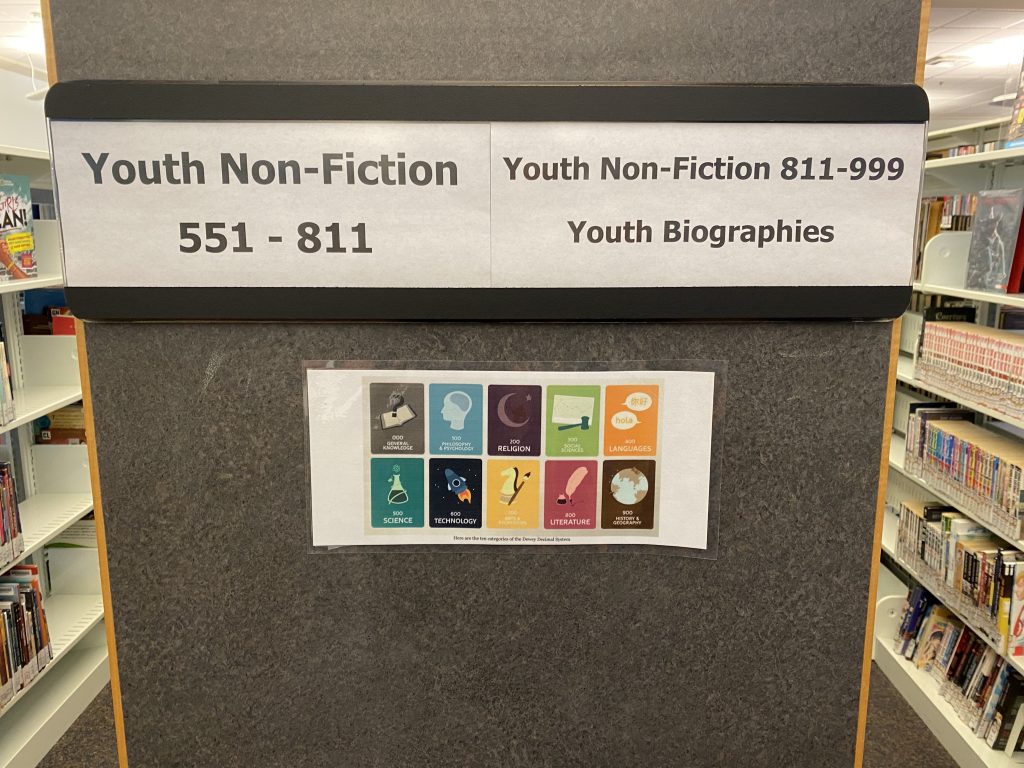 Youth Non-Fiction
551 - 811
Youth Non-Fiction 811-999
Youth Biographies
000
GENERAL
KNOWLEDGE
100
PHILOSOPHY
& PSYCHOLOGY
200
RELIGION
300
SOCIAL
SCIENCES
你好
hola
400
LANGUAGES
500
SCIENCE
600
TECHNOLOGY
700
ARTS &
RECREATION
800
LITERATURE
900
HISTORY &
GEOGRAPHY
Here are the ten categories of the Dewey Decimal System
GIRLS